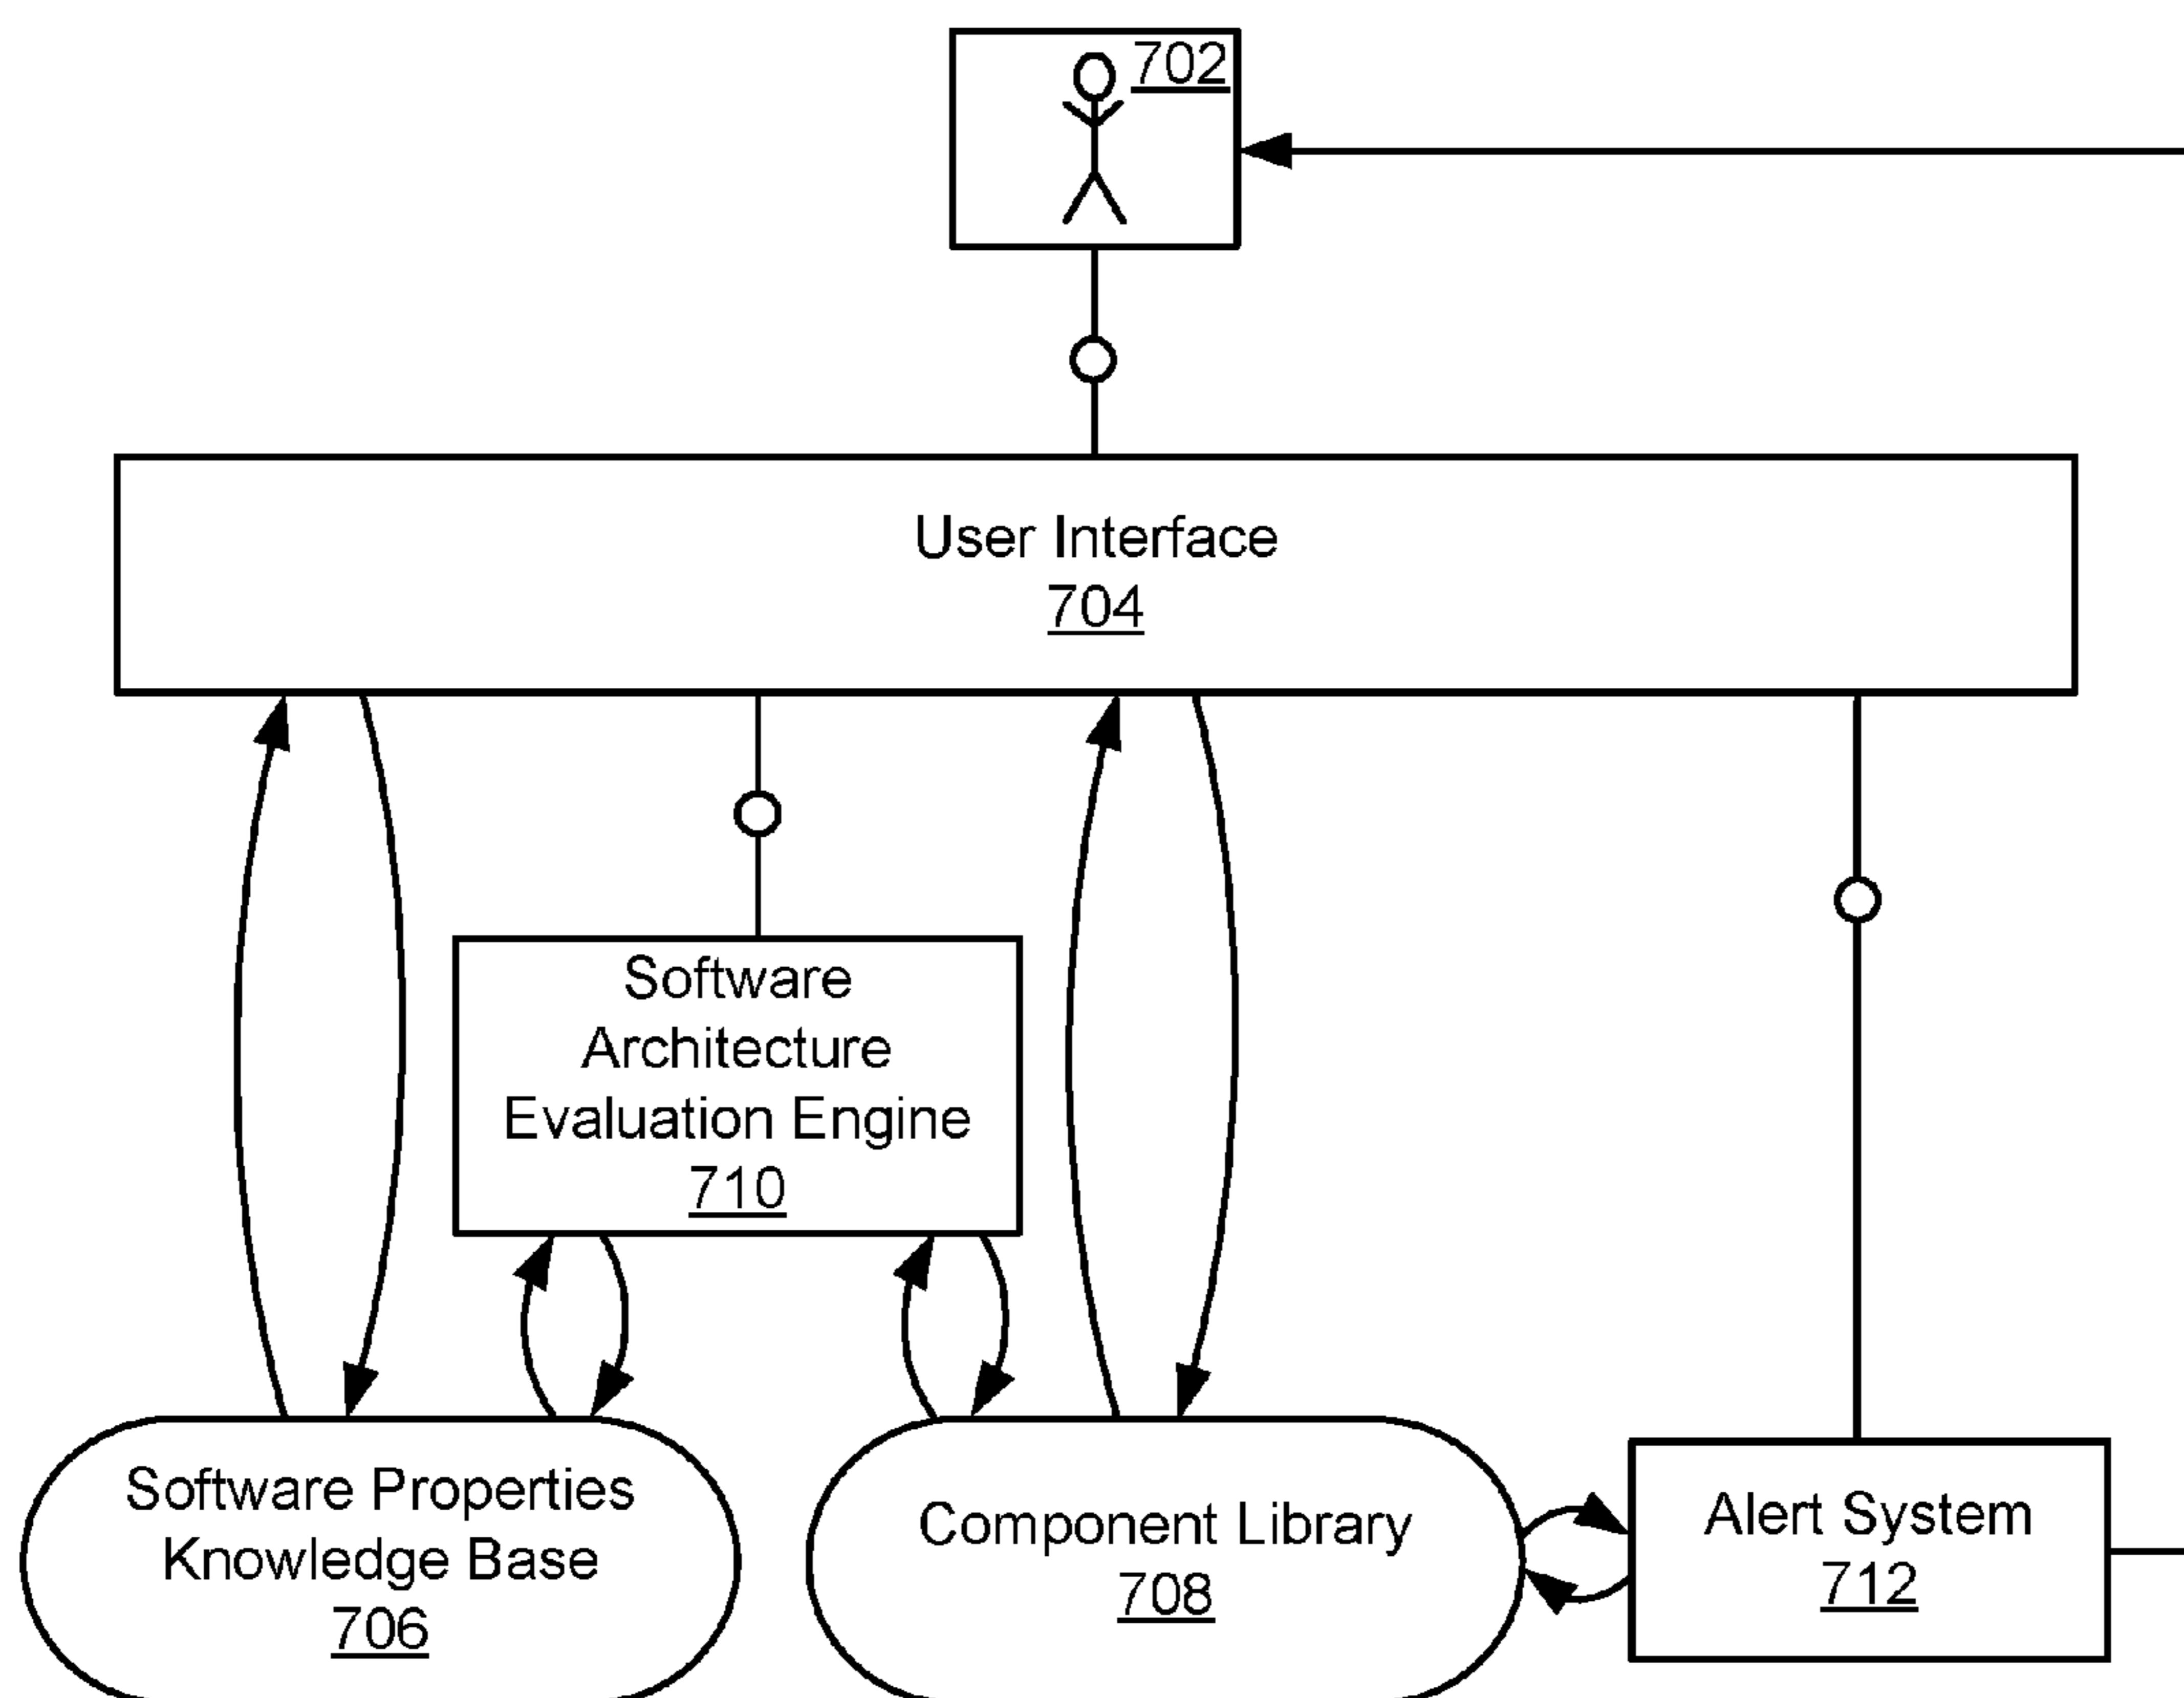 702
User Interface
704
Software
Architecture
Evaluation Engine
710
Software Properties
Knowledge Base
706
Component Library
708
Alert System
712